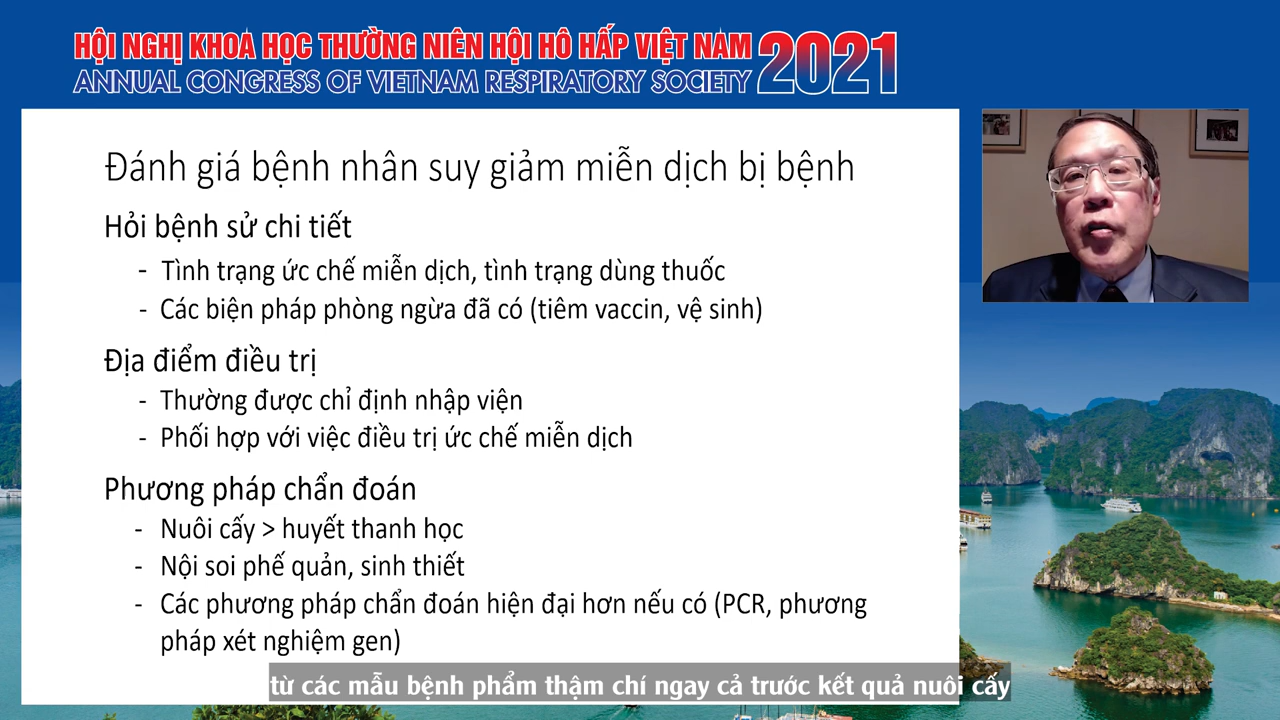 HỘI NGHỊ KHOA HỌC THƯỜNG NIÊN HỘI HÔ HẤP VIỆT NAM 2021
ANNUAL CONGRESS OF VIETNAM RESPIRATORY SOCIETY
Đánh giá bệnh nhân suy giảm miễn dịch bị bệnh
Hỏi bệnh sử chi tiết
- Tình trạng ức chế miễn dịch, tình trạng dùng thuốc
- Các biện pháp phòng ngừa đã có (tiêm vaccin, vệ sinh)
Địa điểm điều trị
- Thường được chỉ định nhập viện
- Phối hợp với việc điều trị ức chế miễn dịch
Phương pháp chẩn đoán
- Nuôi cấy > huyết thanh học
- Nội soi phế quản, sinh thiết
- Các phương pháp chẩn đoán hiện đại hơn nếu có (PCR, phương
pháp xét nghiệm gen)
từ các mẫu bệnh phẩm thậm chí ngay cả trước kết quả nuôi cấy